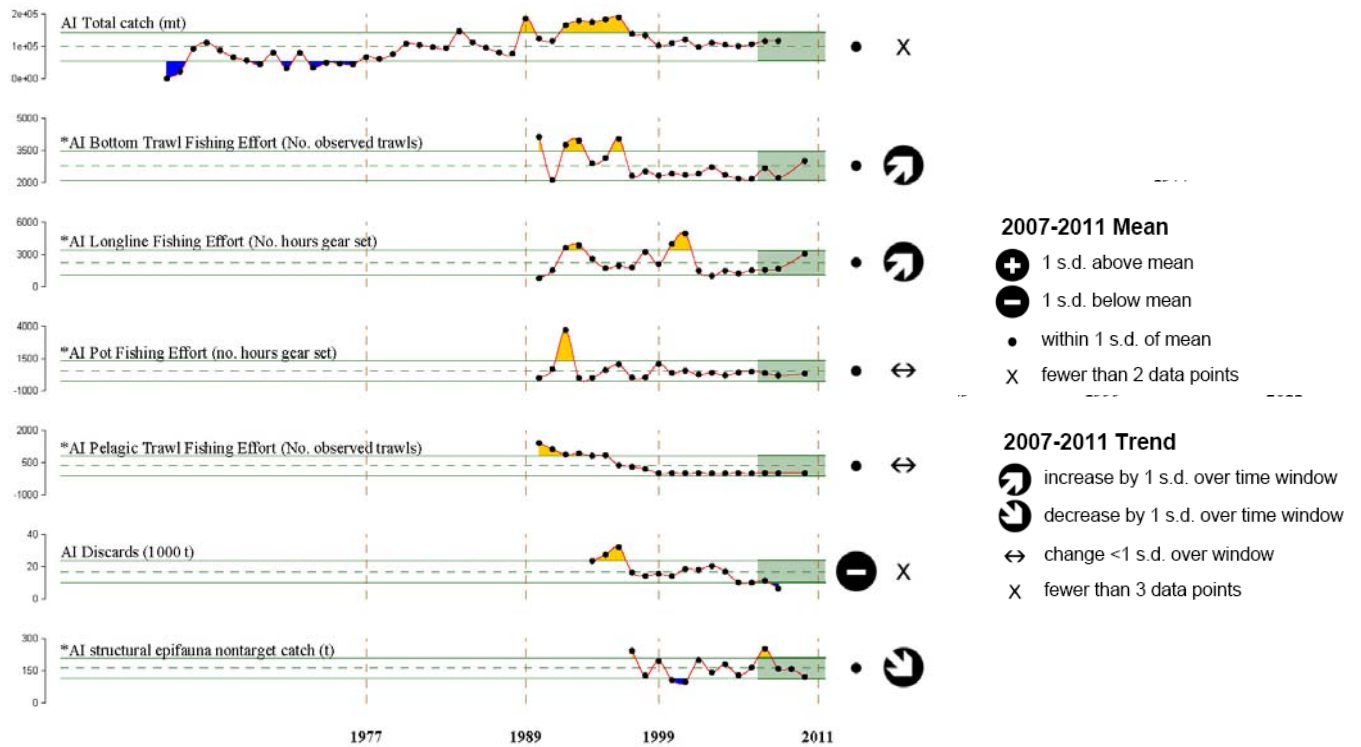 AI Total catch (mt)
2e+05
1e+05
0e+00
X
*AI Bottom Trawl Fishing Effort (No. observed trawls)
5000
3500
2000
*AI Longline Fishing Effort (No. hours gear set)
6000
3000
0
*AI Pot Fishing Effort (no. hours gear set)
4000
1500
-1000
*AI Pelagic Trawl Fishing Effort (No. observed trawls)
2000
500
-1000
AI Discards (1000 t)
40
20
0
X
*AI structural epifauna nontarget catch (t)
300
150
0
1977 1989 1999 2011
2007-2011 Mean
1 s.d. above mean
1 s.d. below mean
within 1 s.d. of mean
X fewer than 2 data points
2007-2011 Trend
increase by 1 s.d. over time window
decrease by 1 s.d. over time window
change <1 s.d. over window
X fewer than 3 data points